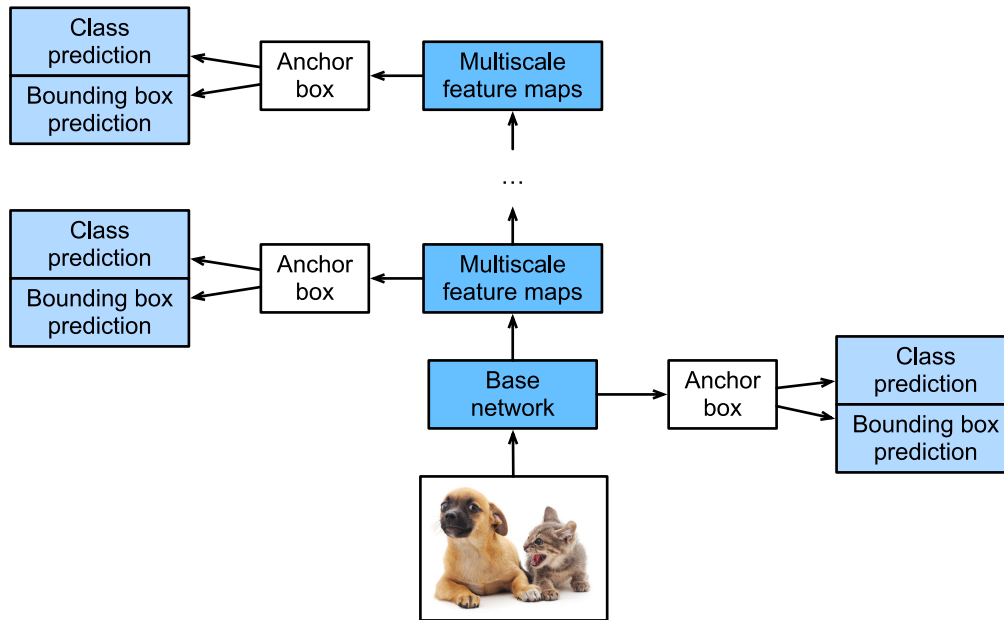 Class
prediction
Bounding box
prediction
Anchor
box
Multiscale
feature maps
...
Class
prediction
Bounding box
prediction
Anchor
box
Multiscale
feature maps
Base
network
Anchor
box
Class
prediction
Bounding box
prediction